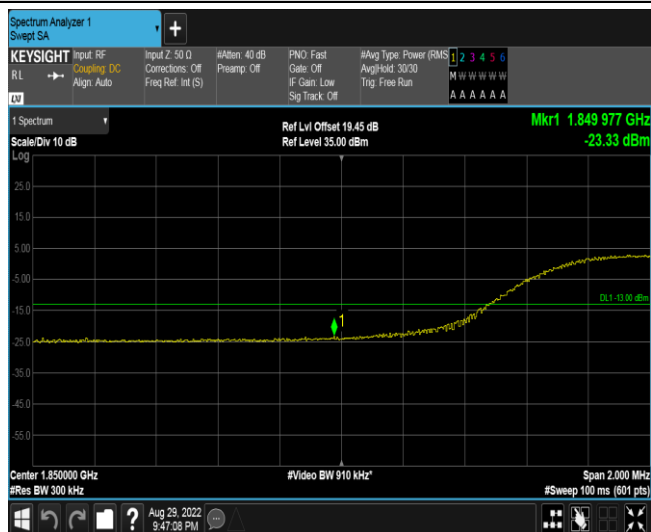 Spectrum Analyzer 1
Swept SA
+
KEYSIGHT Input: RF Input Z: 50 Ω #Atten: 40 dB PNO: Fast #Avg Type: Power (RMS 1 2 3 4 5 6
RL Coupling: DC Corrections: Off Preamp: Off Gate: Off Avg|Hold: 30/30 M W W W W W
Align: Auto Freq Ref: Int (S) IF Gain: Low Trig: Free Run
LXI Sig Track: Off A A A A A A
1 Spectrum Ref Lvl Offset 19.45 dB Mkr1 1.849 977 GHz
Scale/Div 10 dB Ref Level 35.00 dBm -23.33 dBm
Log
25.0
15.0
5.00
-5.00
DL1 -13.00 dBm
-15.0
1
-25.0
-35.0
-45.0
-55.0
Center 1.850000 GHz #Video BW 910 kHz* Span 2.000 MHz
#Res BW 300 kHz #Sweep 100 ms (601 pts)
? Aug 29, 2022
9:47:08 PM